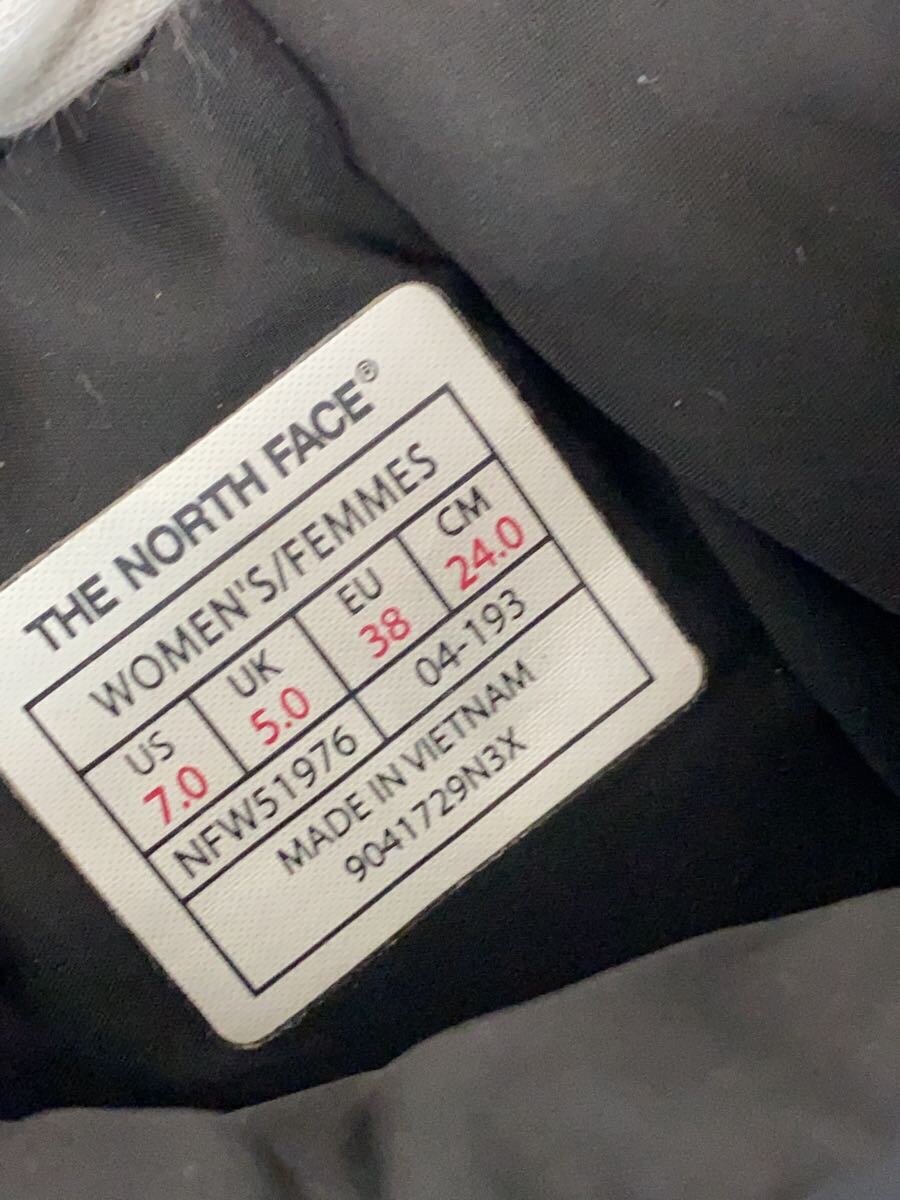 THE NORTH FACE®
WOMEN'S/FEMMES
US UK EU CM
7.0 5.0 38 24.0
NFW51976 04-193
MADE IN VIETNAM
9041729N3X